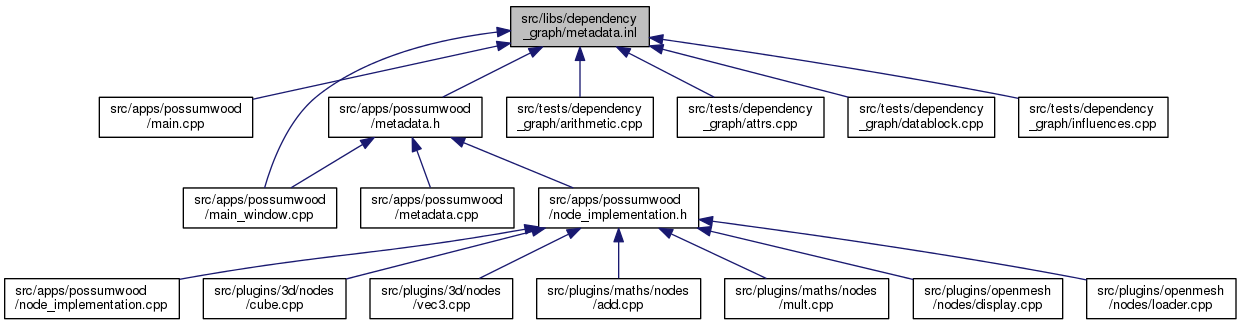 src/libs/dependency
_graph/metadata.inl
src/apps/possumwood
/main.cpp
src/apps/possumwood
/metadata.h
src/tests/dependency
_graph/arithmetic.cpp
src/tests/dependency
_graph/attrs.cpp
src/tests/dependency
_graph/datablock.cpp
src/tests/dependency
_graph/influences.cpp
src/apps/possumwood
/main_window.cpp
src/apps/possumwood
/metadata.cpp
src/apps/possumwood
/node_implementation.h
src/apps/possumwood
/node_implementation.cpp
src/plugins/3d/nodes
/cube.cpp
src/plugins/3d/nodes
/vec3.cpp
src/plugins/maths/nodes
/add.cpp
src/plugins/maths/nodes
/mult.cpp
src/plugins/openmesh
/nodes/display.cpp
src/plugins/openmesh
/nodes/loader.cpp